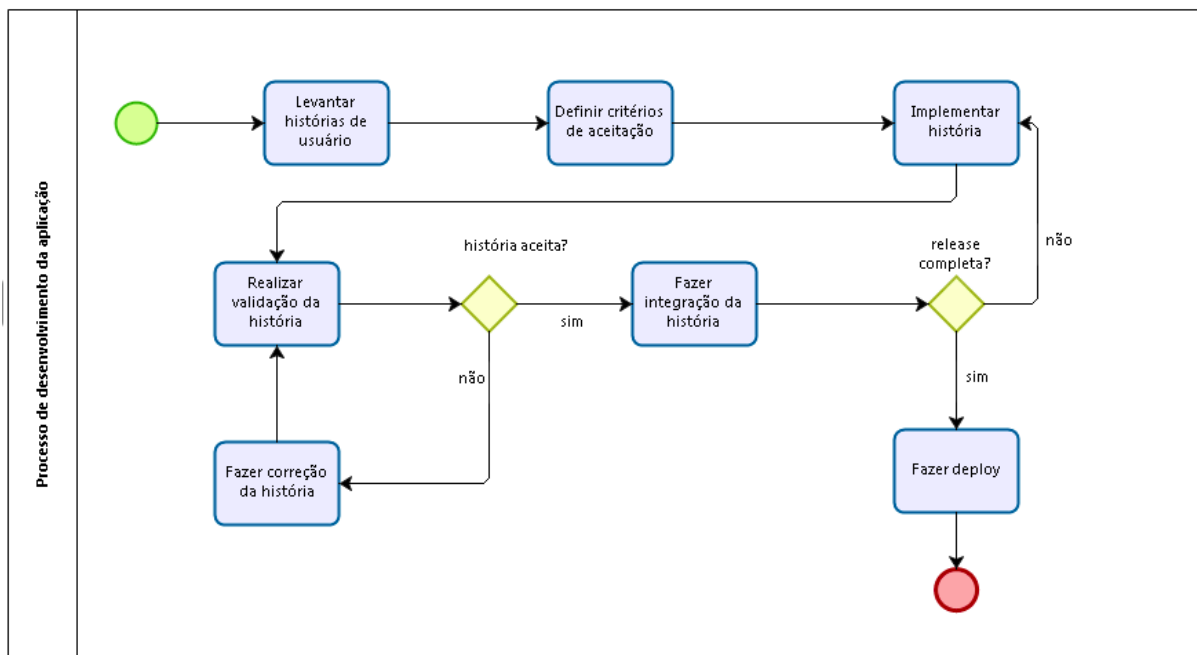 Processo de desenvolvimento da aplicação
Levantar
histórias de
usuário
Definir critérios
de aceitação
Implementar
história
Realizar
validação da
história
história aceita?
sim
não
Fazer
integração da
história
release
completa?
não
sim
Fazer correção
da história
Fazer deploy